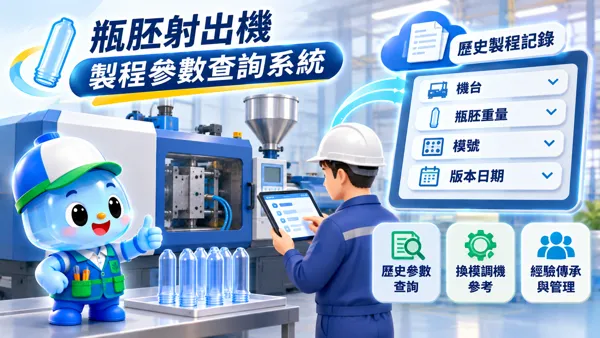 瓶胚射出機
製程參數查詢系統
歷史製程記錄
機台
瓶胚重量
模號
版本日期
歷史參數
查詢
換模調機
參考
經驗傳承
與管理